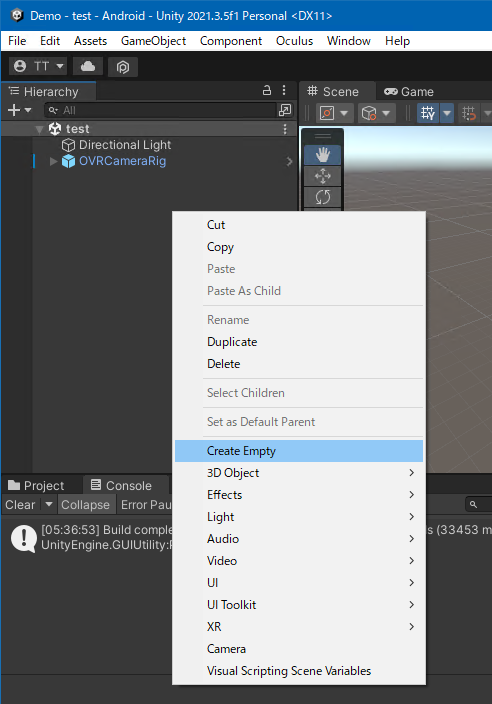 Demo - test - Android - Unity 2021.3.5f1 Personal <DX11>
File Edit Assets GameObject Component Oculus Window Help
TT
Hierarchy
Scene
Game
All
test
Directional Light
OVRCameraRig
Cut
Copy
Paste
Paste As Child
Rename
Duplicate
Delete
Select Children
Set as Default Parent
Create Empty
3D Object
Effects
Light
Audio
Video
UI
UI Toolkit
XR
Camera
Visual Scripting Scene Variables
Project
Console
Clear
Collapse
Error Pau
[05:36:53] Build comple
s (33453 m
UnityEngine.GUIUtility: